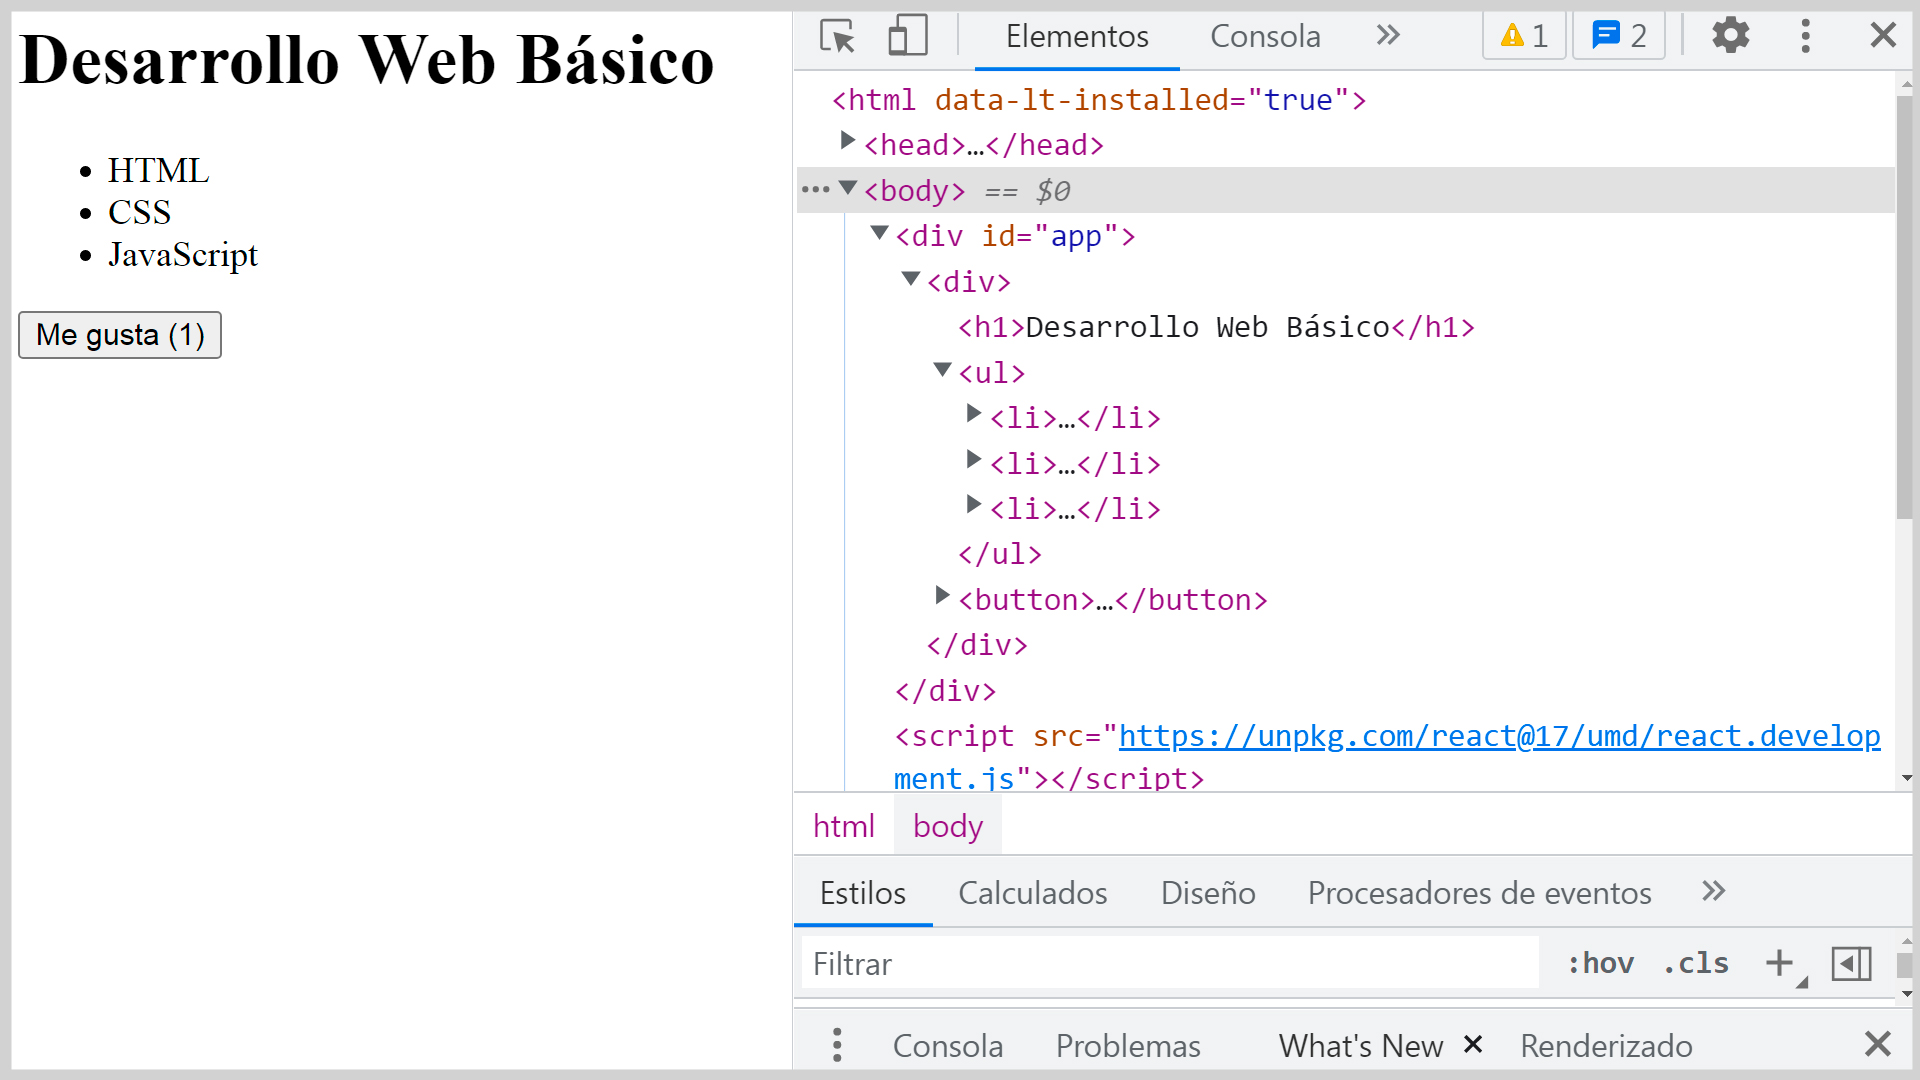 Desarrollo Web Básico
• HTML
• CSS
• JavaScript
Me gusta (1)
Elementos Consola » 1 2
<html data-lt-installed="true">
<head>…</head>
<body> == $0
<div id="app">
<div>
<h1>Desarrollo Web Básico</h1>
<ul>
<li>…</li>
<li>…</li>
<li>…</li>
</ul>
<button>…</button>
</div>
</div>
<script src="https://unpkg.com/react@17/umd/react.develop
ment.js"></script>
html body
Estilos Calculados Diseño Procesadores de eventos »
Filtrar :hov .cls +
Consola Problemas What's New Renderizado